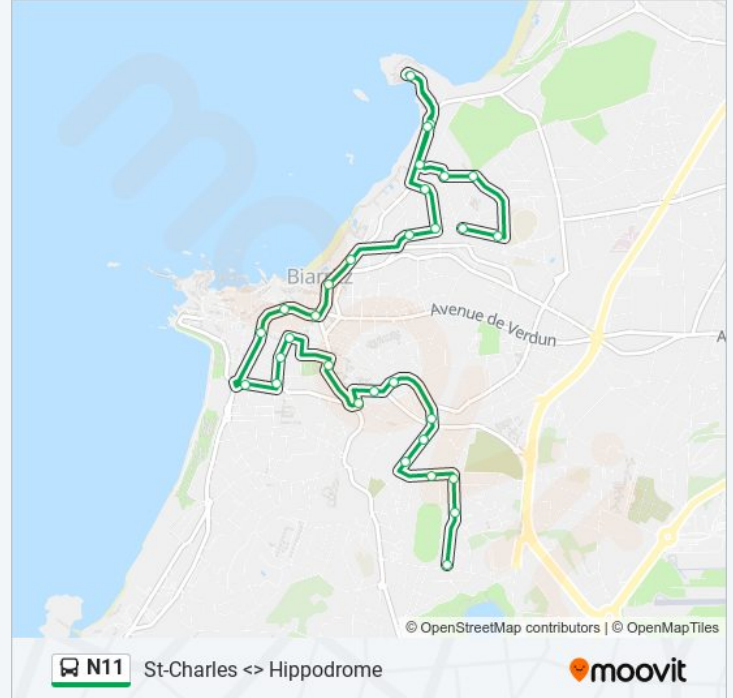 Biarritz
Avenue de Verdun
A
© OpenStreetMap contributors | © OpenMapTiles
N11 St-Charles <> Hippodrome
moovit